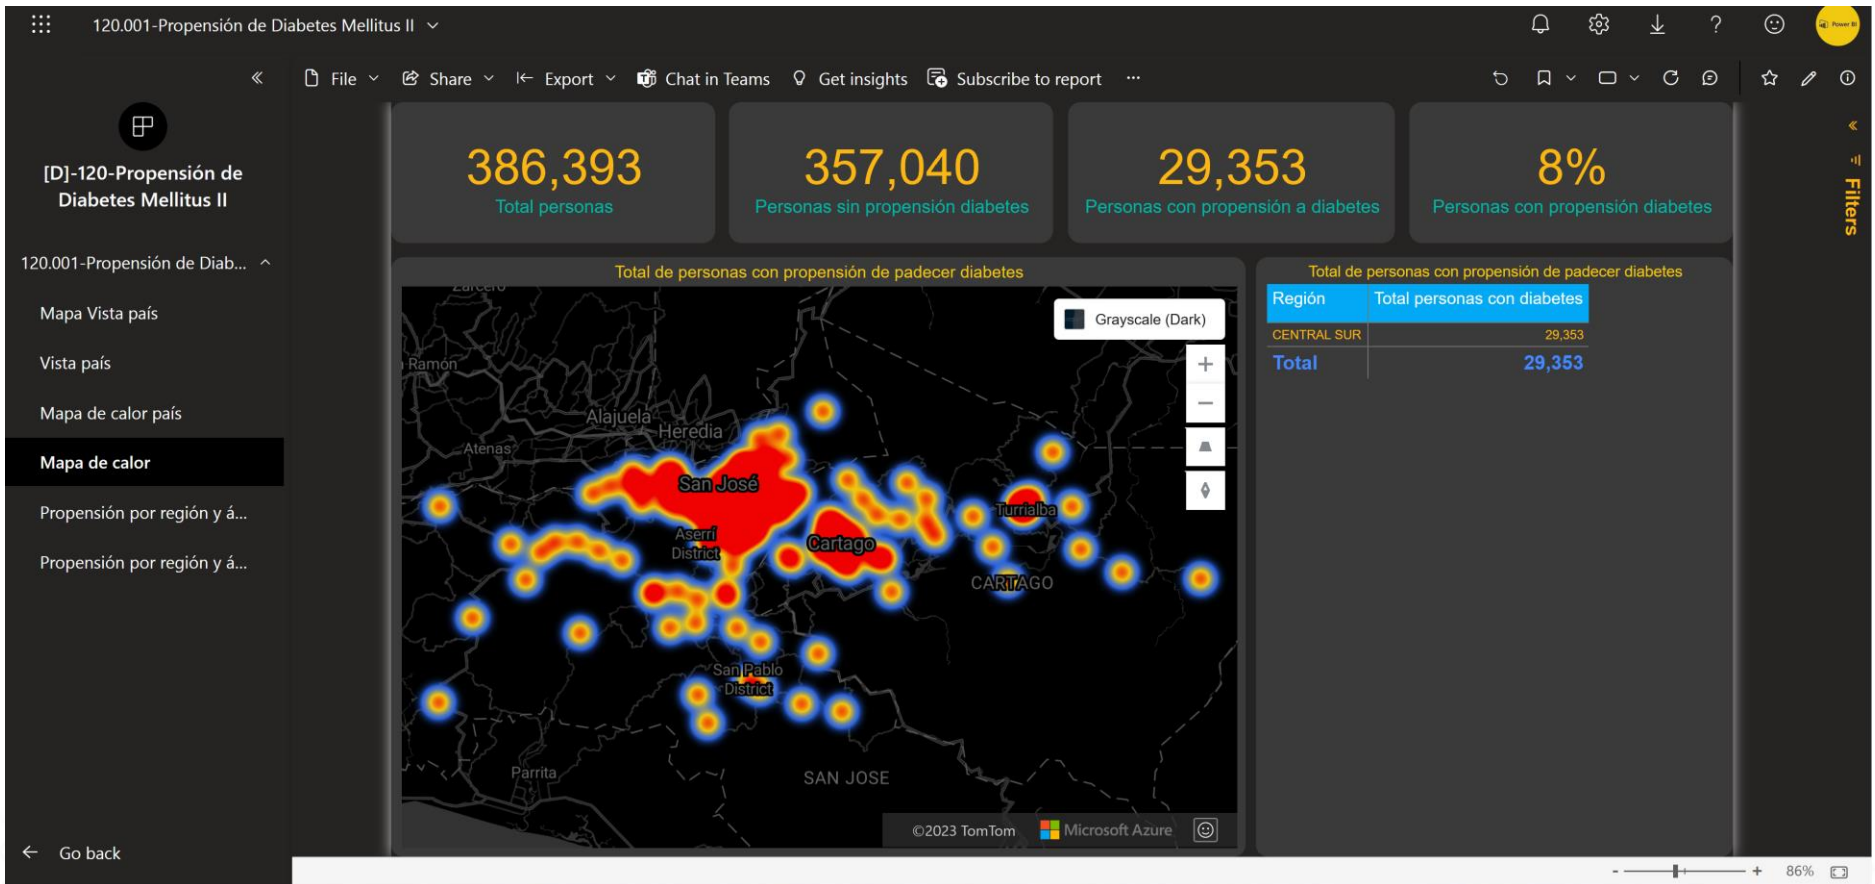 120.001-Propensión de Diabetes Mellitus II
Power BI
File
Share
Export
Chat in Teams
Get insights
Subscribe to report
[D]-120-Propensión de
Diabetes Mellitus II
120.001-Propensión de Diab...
Mapa Vista país
Vista país
Mapa de calor país
Mapa de calor
Propensión por región y á...
Propensión por región y á...
Go back
386,393
Total personas
357,040
Personas sin propensión diabetes
29,353
Personas con propensión a diabetes
8%
Personas con propensión diabetes
Filters
Total de personas con propensión de padecer diabetes
Zarcero
Grayscale (Dark)
Ramón
Alajuela
Heredia
Atenas
San José
Turrialba
Aserrí
District
Cartago
CARTAGO
San Pablo
District
Parrita
SAN JOSE
©2023 TomTom
Microsoft Azure
Total de personas con propensión de padecer diabetes
Región Total personas con diabetes
CENTRAL SUR 29,353
Total 29,353
- + 86%